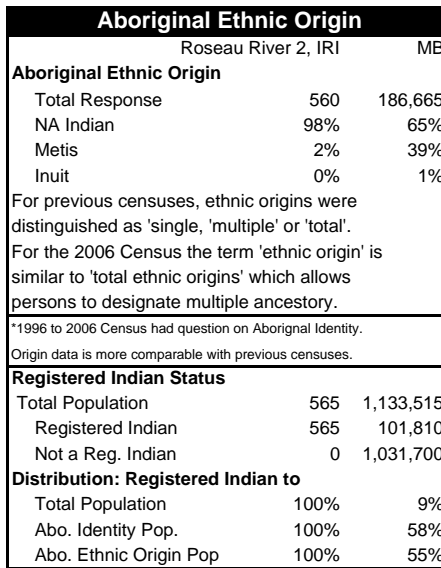 Aboriginal Ethnic Origin
Roseau River 2, IRI MB
Aboriginal Ethnic Origin
Total Response 560 186,665
NA Indian 98% 65%
Metis 2% 39%
Inuit 0% 1%
For previous censuses, ethnic origins were
distinguished as 'single, 'multiple' or 'total'.
For the 2006 Census the term 'ethnic origin' is
similar to 'total ethnic origins' which allows
persons to designate multiple ancestory.
*1996 to 2006 Census had question on Aborignal Identity.
Origin data is more comparable with previous censuses.
Registered Indian Status
Total Population 565 1,133,515
Registered Indian 565 101,810
Not a Reg. Indian 0 1,031,700
Distribution: Registered Indian to
Total Population 100% 9%
Abo. Identity Pop. 100% 58%
Abo. Ethnic Origin Pop 100% 55%